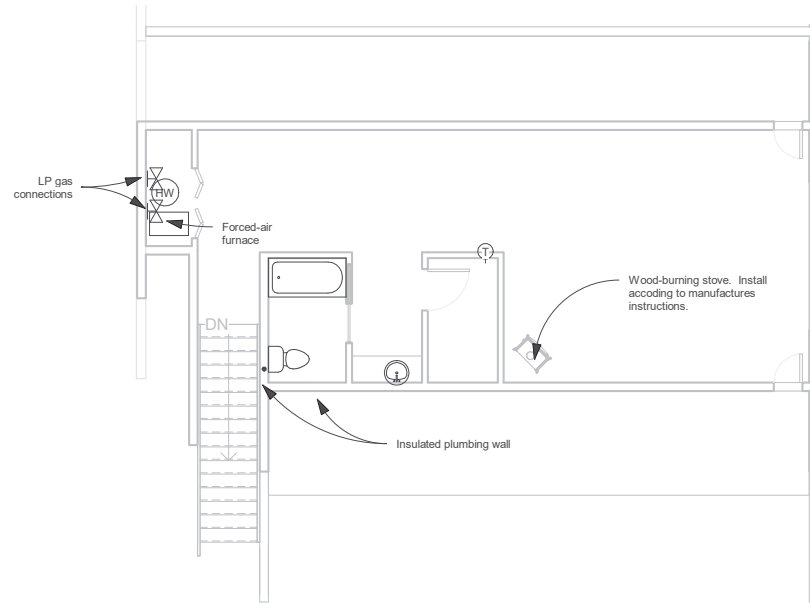 LP gas
connections
HW
Forced-air
furnace
T
Wood-burning stove. Install
accoding to manufactures
instructions.
DN
Insulated plumbing wall